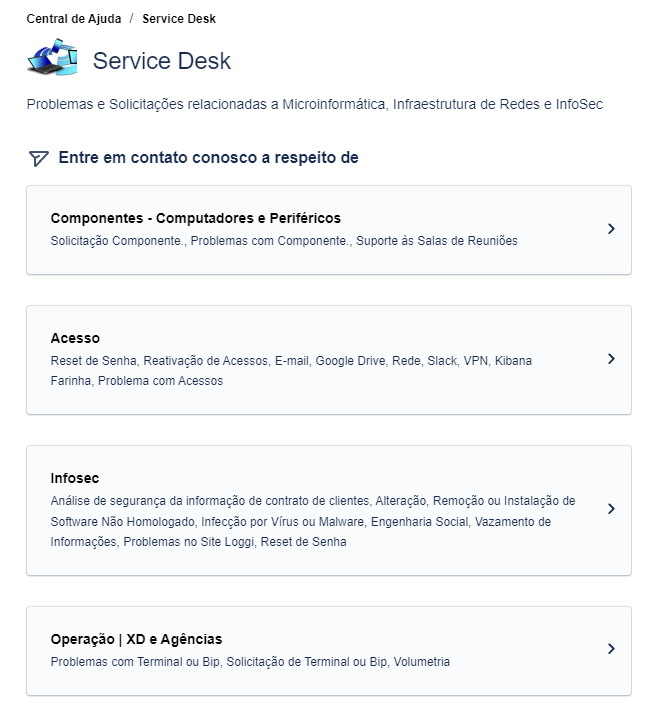 Central de Ajuda / Service Desk
Service Desk
Problemas e Solicitações relacionadas a Microinformática, Infraestrutura de Redes e InfoSec
Entre em contato conosco a respeito de
Componentes - Computadores e Periféricos
Solicitação Componente., Problemas com Componente., Suporte às Salas de Reuniões
Acesso
Reset de Senha, Reativação de Acessos, E-mail, Google Drive, Rede, Slack, VPN, Kibana
Farinha, Problema com Acessos
Infosec
Análise de segurança da informação de contrato de clientes, Alteração, Remoção ou Instalação de
Software Não Homologado, Infecção por Vírus ou Malware, Engenharia Social, Vazamento de
Informações, Problemas no Site Loggi, Reset de Senha
Operação | XD e Agências
Problemas com Terminal ou Bip, Solicitação de Terminal ou Bip, Volumetria